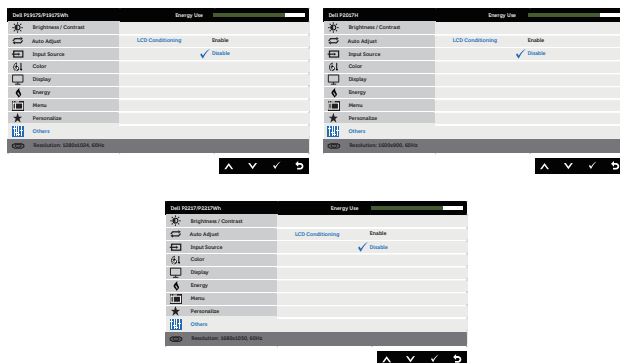 Dell P1917S/P1917SWh Energy Use
Brightness / Contrast
Auto Adjust LCD Conditioning Enable
Input Source Disable
Color
Display
Energy
Menu
Personalize
Others
Resolution: 1280x1024, 60Hz
Dell P2017H Energy Use
Brightness / Contrast
Auto Adjust LCD Conditioning Enable
Input Source Disable
Color
Display
Energy
Menu
Personalize
Others
Resolution: 1600x900, 60Hz
Dell P2217/P2217Wh Energy Use
Brightness / Contrast
Auto Adjust LCD Conditioning Enable
Input Source Disable
Color
Display
Energy
Menu
Personalize
Others
Resolution: 1680x1050, 60Hz